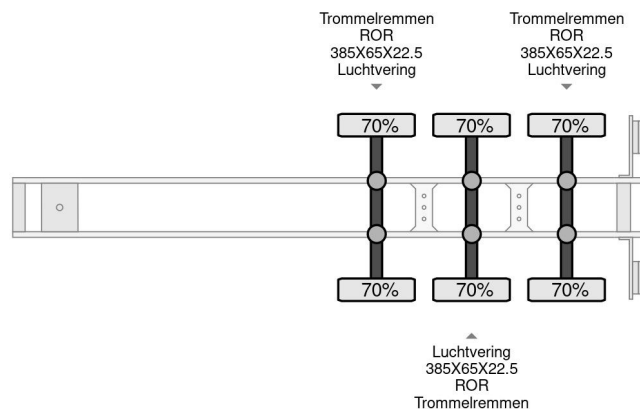 Trommelremmen
ROR
385X65X22.5
Luchtvering
Trommelremmen
ROR
385X65X22.5
Luchtvering
70% 70% 70%
70% 70% 70%
Luchtvering
385X65X22.5
ROR
Trommelremmen